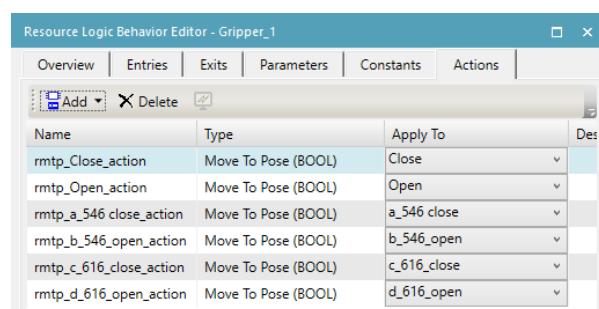 Resource Logic Behavior Editor - Gripper_1
Overview Entries Exits Parameters Constants Actions
Add Delete
Name Type Apply To Des
rmtp_Close_action Move To Pose (BOOL) Close
rmtp_Open_action Move To Pose (BOOL) Open
rmtp_a_546 close_action Move To Pose (BOOL) a_546 close
rmtp_b_546_open_action Move To Pose (BOOL) b_546_open
rmtp_c_616_close_action Move To Pose (BOOL) c_616_close
rmtp_d_616_open_action Move To Pose (BOOL) d_616_open